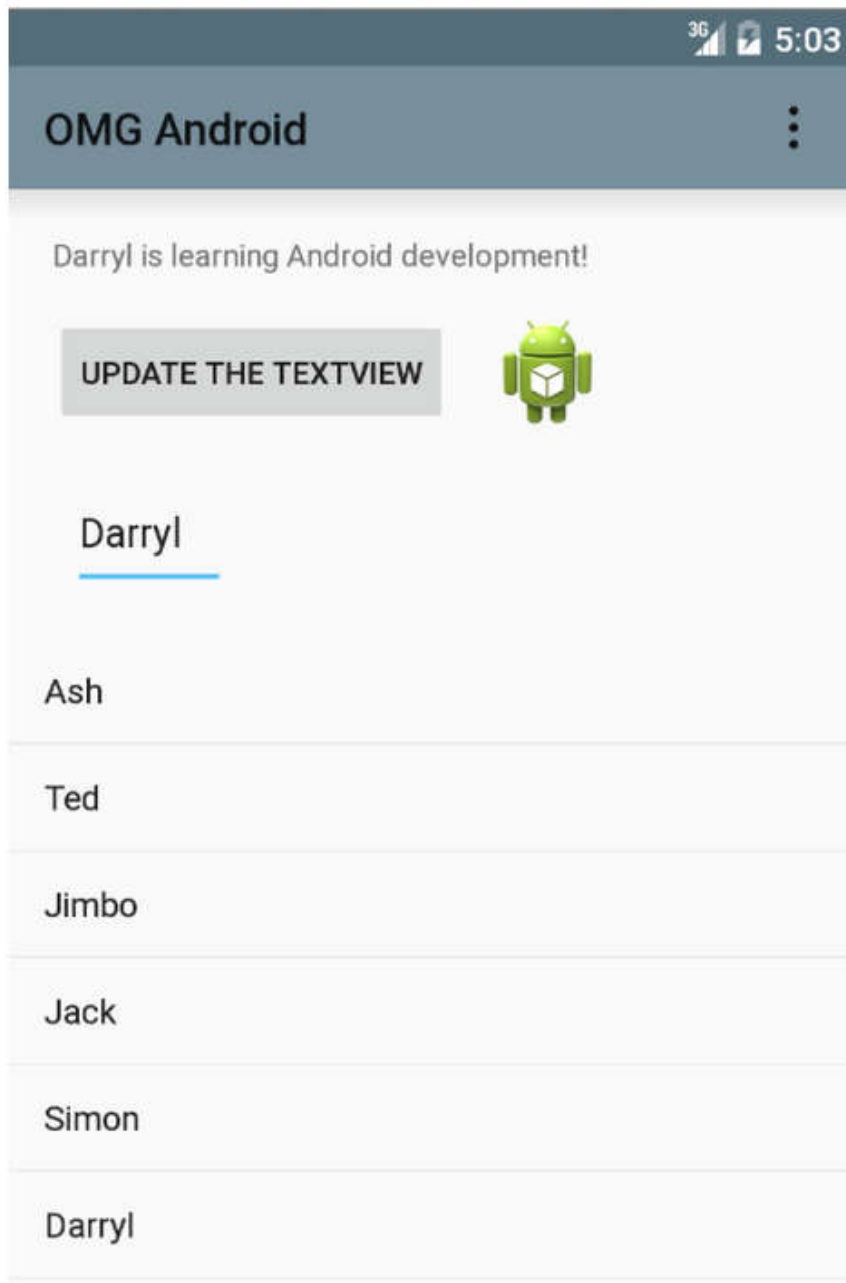 3G 5:03
OMG Android
Darryl is learning Android development!
UPDATE THE TEXTVIEW
Darryl
Ash
Ted
Jimbo
Jack
Simon
Darryl